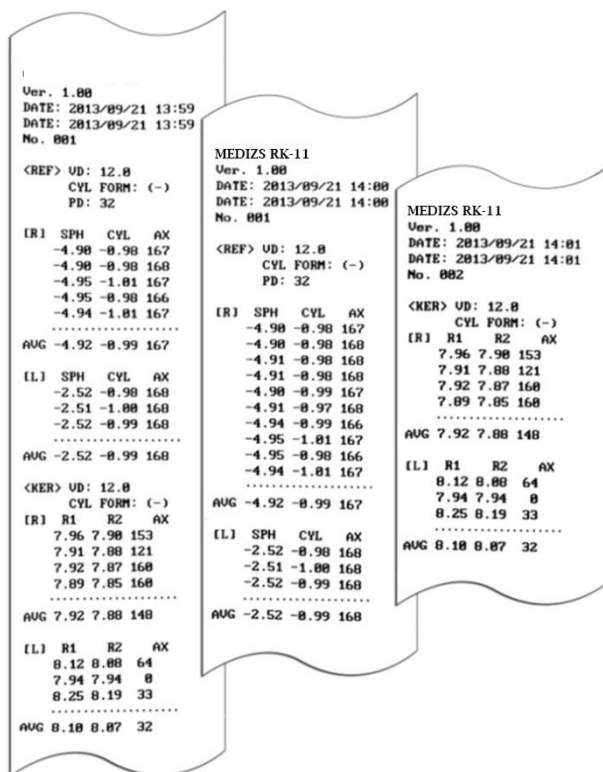 Ver. 1.00
DATE: 2013/09/21 13:59
DATE: 2013/09/21 13:59
No. 001
<REF> VD: 12.0
CYL FORM: (-)
PD: 32
[R] SPH CYL AX
-4.90 -0.98 167
-4.90 -0.98 168
-4.95 -1.01 167
-4.95 -0.98 166
-4.94 -1.01 167
AVG -4.92 -0.99 167
[L] SPH CYL AX
-2.52 -0.98 168
-2.51 -1.00 168
-2.52 -0.99 168
AVG -2.52 -0.99 168
<KER> VD: 12.0
CYL FORM: (-)
[R] R1 R2 AX
7.96 7.90 153
7.91 7.88 121
7.92 7.87 160
7.89 7.85 160
AVG 7.92 7.88 148
[L] R1 R2 AX
8.12 8.08 64
7.94 7.94 0
8.25 8.19 33
AVG 8.10 8.07 32
MEDIZS RK-11
Ver. 1.00
DATE: 2013/09/21 14:00
DATE: 2013/09/21 14:00
No. 001
<REF> VD: 12.0
CYL FORM: (-)
PD: 32
[R] SPH CYL AX
-4.90 -0.98 167
-4.90 -0.98 168
-4.91 -0.98 168
-4.91 -0.98 168
-4.90 -0.99 167
-4.91 -0.97 168
-4.94 -0.99 166
-4.95 -1.01 167
-4.95 -0.98 166
-4.94 -1.01 167
AVG -4.92 -0.99 167
[L] SPH CYL AX
-2.52 -0.98 168
-2.51 -1.00 168
-2.52 -0.99 168
AVG -2.52 -0.99 168
MEDIZS RK-11
Ver. 1.00
DATE: 2013/09/21 14:01
DATE: 2013/09/21 14:01
No. 002
<KER> VD: 12.0
CYL FORM: (-)
[R] R1 R2 AX
7.96 7.90 153
7.91 7.88 121
7.92 7.87 160
7.89 7.85 160
AVG 7.92 7.88 148
[L] R1 R2 AX
8.12 8.08 64
7.94 7.94 0
8.25 8.19 33
AVG 8.10 8.07 32